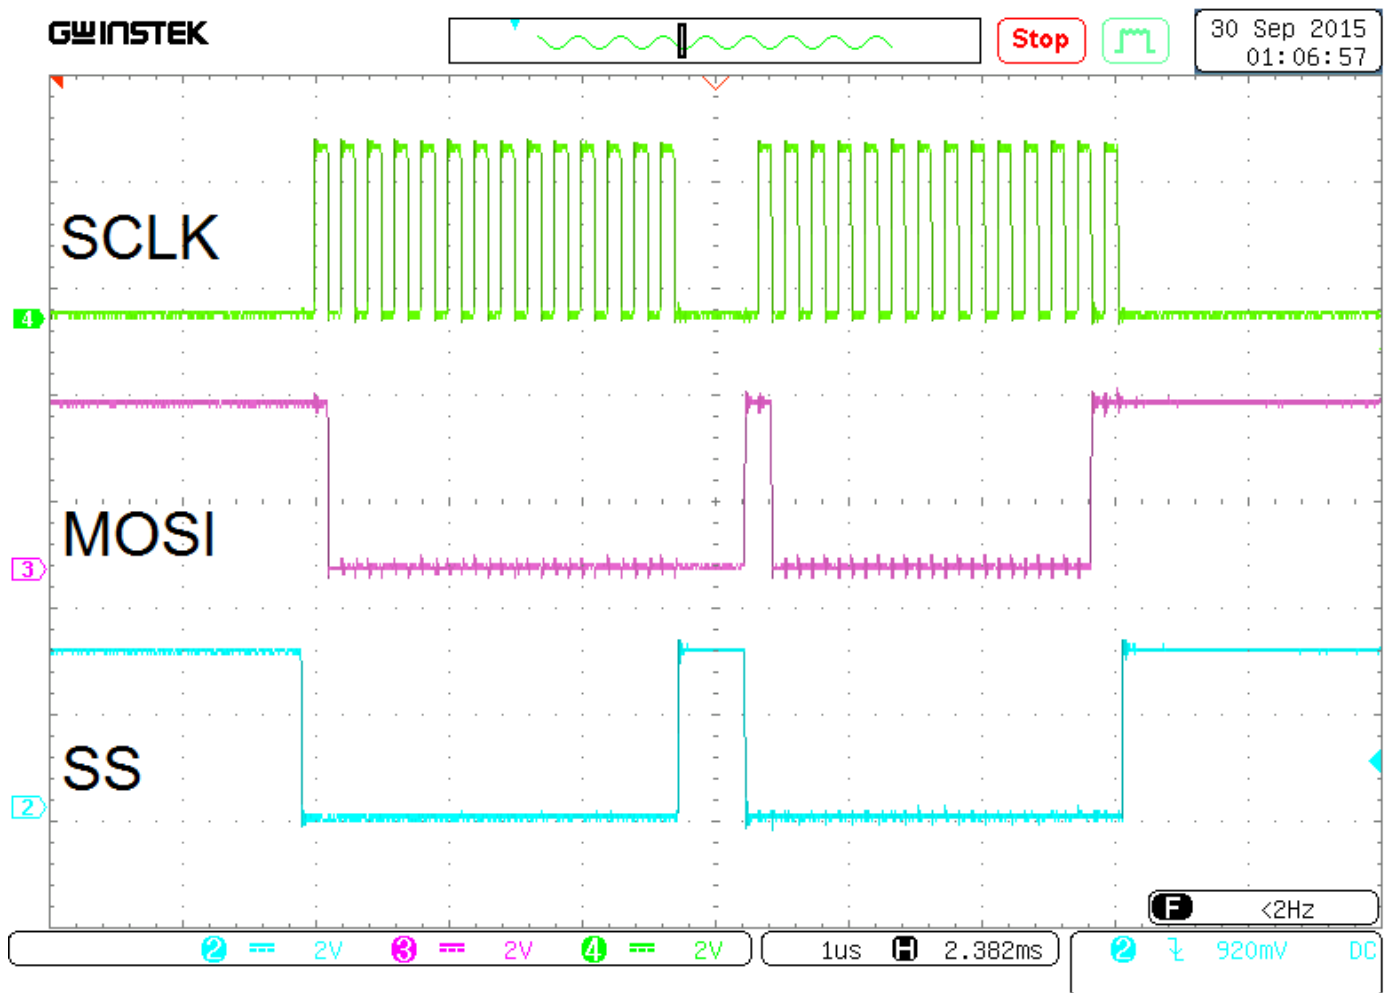 GWINSTEK
Stop
30 Sep 2015
01:06:57
SCLK
4
MOSI
3
SS
2
F <2Hz
2 2V 3 2V 4 2V
1us H 2.382ms
2 920mV DC